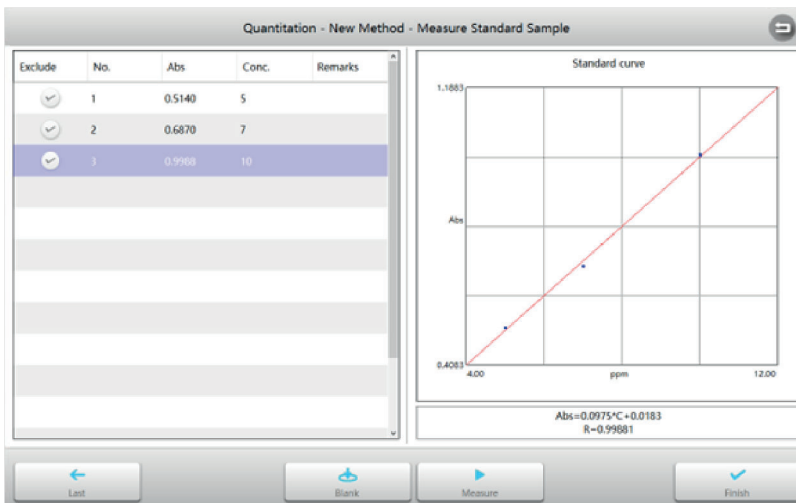 Quantitation - New Method - Measure Standard Sample
Exclude No. Abs Conc. Remarks
1 0.5140 5
2 0.6870 7
3 0.9968 10
Standard curve
1.1883
Abs
0.4083
4.00 ppm 12.00
Abs=0.0975*C+0.0183
R=0.99881
Last Blank Measure Finish